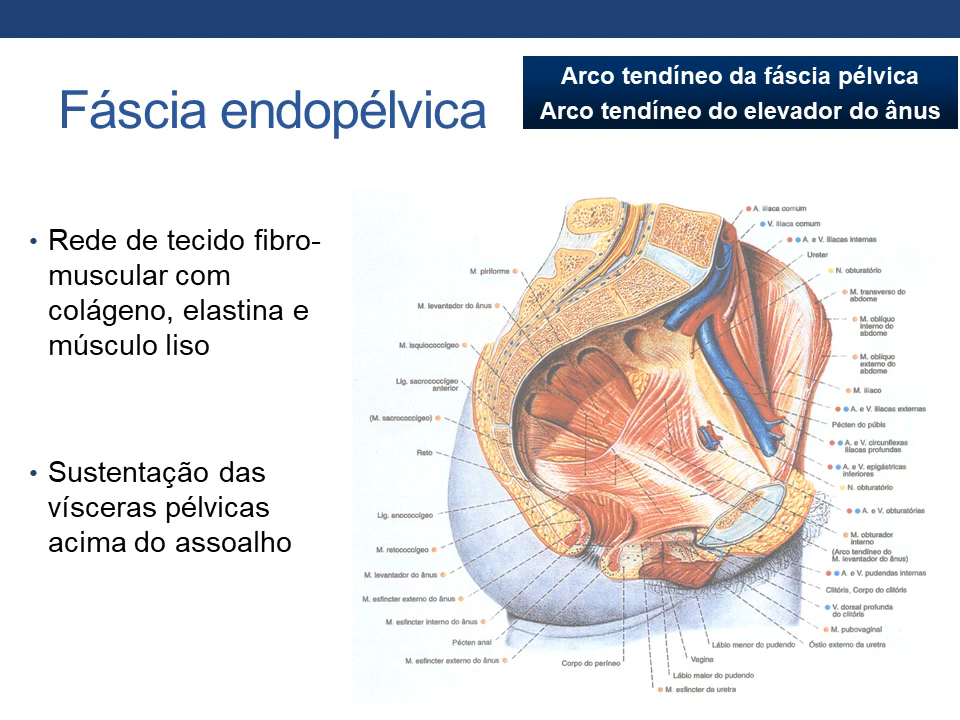 Arco tendíneo da fáscia pélvica
Arco tendíneo do elevador do ânus
Fáscia endopélvica
• Rede de tecido fibro-
muscular com
colágeno, elastina e
músculo liso
• Sustentação das
vísceras pélvicas
acima do assoalho
M. piriforme
M. levantador do ânus
M. isquiococcígeo
Lig. sacrococcígeo
anterior
(M. sacrococcígeo)
Reto
Lig. anococcígeo
M. retococcígeo
M. levantador do ânus
M. esfíncter externo do ânus
M. esfíncter interno do ânus
Pécten anal
M. esfíncter externo do ânus
A. ilíaca comum
V. ilíaca comum
A. e V. ilíacas internas
Ureter
N. obturatório
M. transverso do
abdome
M. oblíquo
interno do
abdome
M. oblíquo
externo do
abdome
M. ilíaco
A. e V. ilíacas externas
Pécten do púbis
A. e V. circunflexas
ilíacas profundas
A. e V. epigástricas
inferiores
N. obturatório
A. e V. obturatórias
M. obturador
interno
(Arco tendíneo do
M. levantador do ânus)
A. e V. pudendas internas
Clitóris, Corpo do clitóris
V. dorsal profunda
do clitóris
M. pubovaginal
Óstio externo da uretra
Lábio menor do pudendo
Vagina
Corpo do períneo
Lábio maior do pudendo
M. esfíncter da uretra